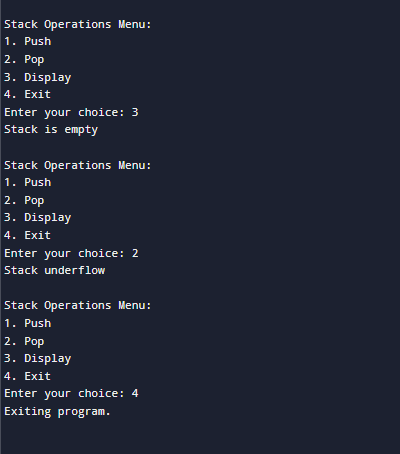 Stack Operations Menu:
1. Push
2. Pop
3. Display
4. Exit
Enter your choice: 3
Stack is empty
Stack Operations Menu:
1. Push
2. Pop
3. Display
4. Exit
Enter your choice: 2
Stack underflow
Stack Operations Menu:
1. Push
2. Pop
3. Display
4. Exit
Enter your choice: 4
Exiting program.